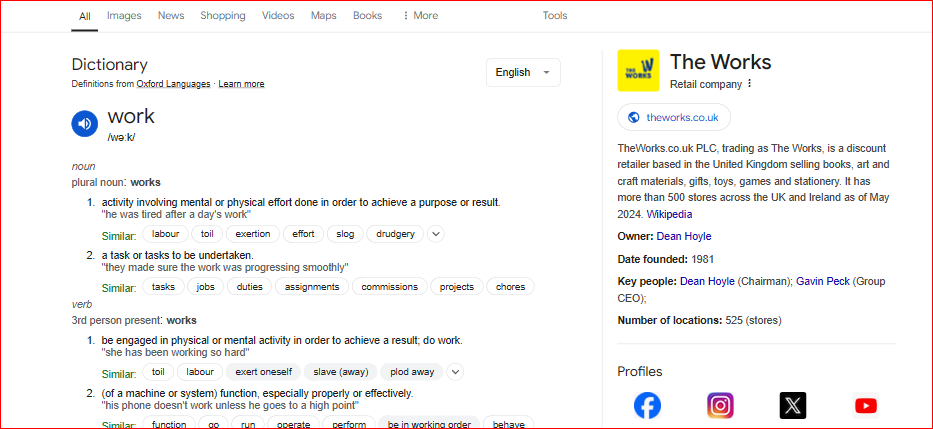 All Images News Shopping Videos Maps Books More Tools
Dictionary
Definitions from Oxford Languages · Learn more
English
work
/wəːk/
noun
plural noun: works
1. activity involving mental or physical effort done in order to achieve a purpose or result.
"he was tired after a day's work"
Similar: labour toil exertion effort slog drudgery
2. a task or tasks to be undertaken.
"they made sure the work was progressing smoothly"
Similar: tasks jobs duties assignments commissions projects chores
verb
3rd person present: works
1. be engaged in physical or mental activity in order to achieve a result; do work.
"she has been working so hard"
Similar: toil labour exert oneself slave (away) plod away
2. (of a machine or system) function, especially properly or effectively.
"his phone doesn't work unless he goes to a high point"
Similar: function go run operate perform be in working order behave
THE
WORKS
The Works
Retail company
theworks.co.uk
TheWorks.co.uk PLC, trading as The Works, is a discount
retailer based in the United Kingdom selling books, art and
craft materials, gifts, toys, games and stationery. It has
more than 500 stores across the UK and Ireland as of May
2024. Wikipedia
Owner: Dean Hoyle
Date founded: 1981
Key people: Dean Hoyle (Chairman); Gavin Peck (Group
CEO);
Number of locations: 525 (stores)
Profiles